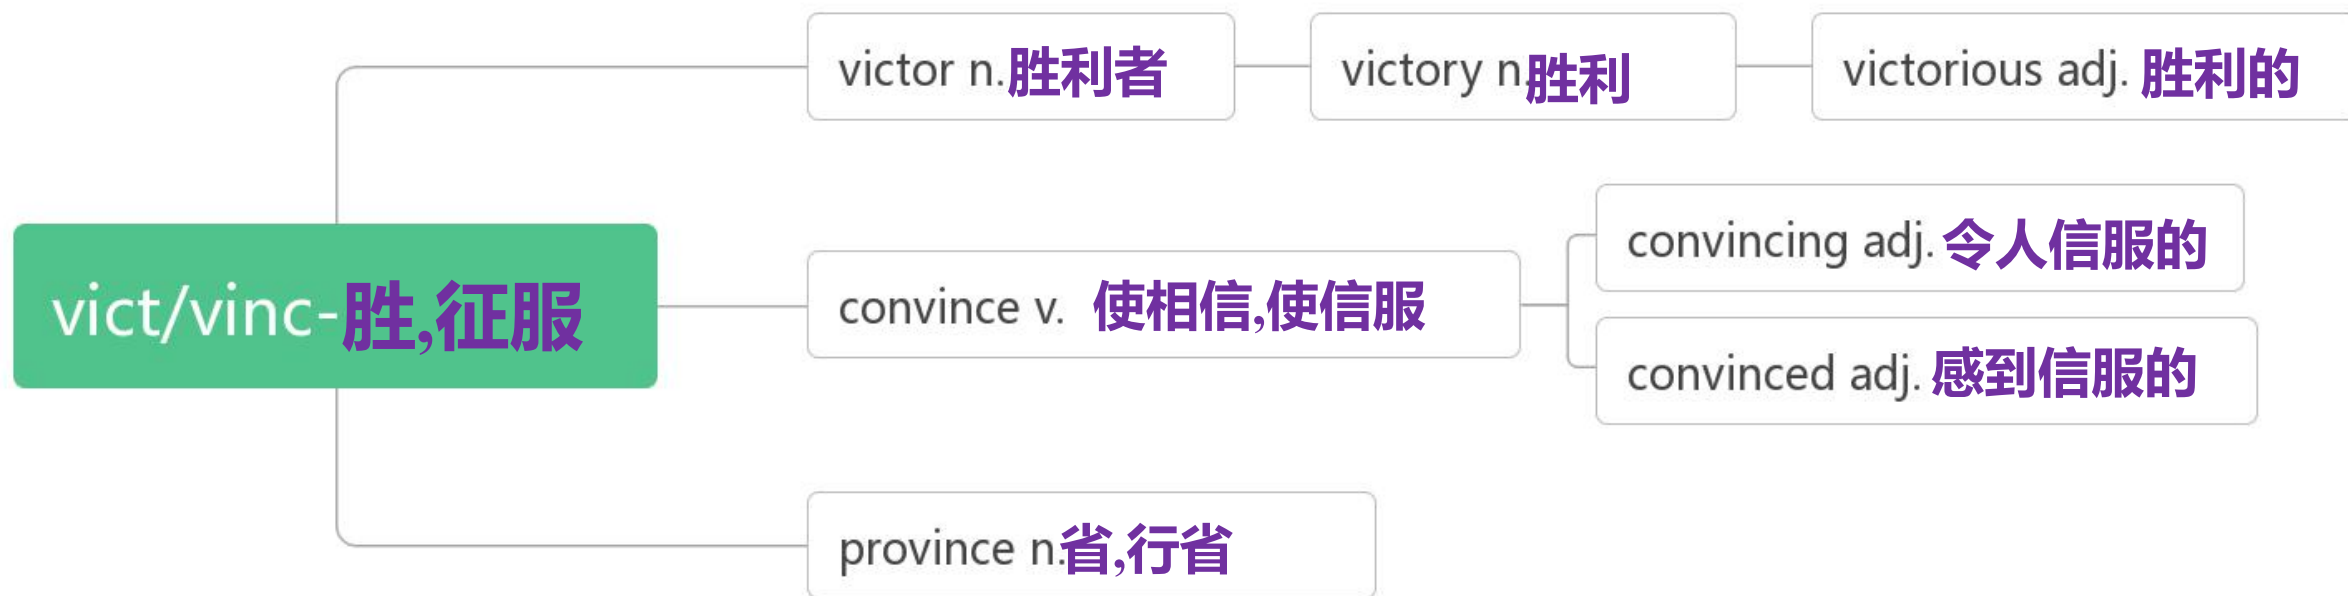 victor n.胜利者
victory n.胜利
victorious adj. 胜利的
vict/vinc-胜,征服
convince v. 使相信,使信服
convincing adj. 令人信服的
convinced adj. 感到信服的
province n.省,行省